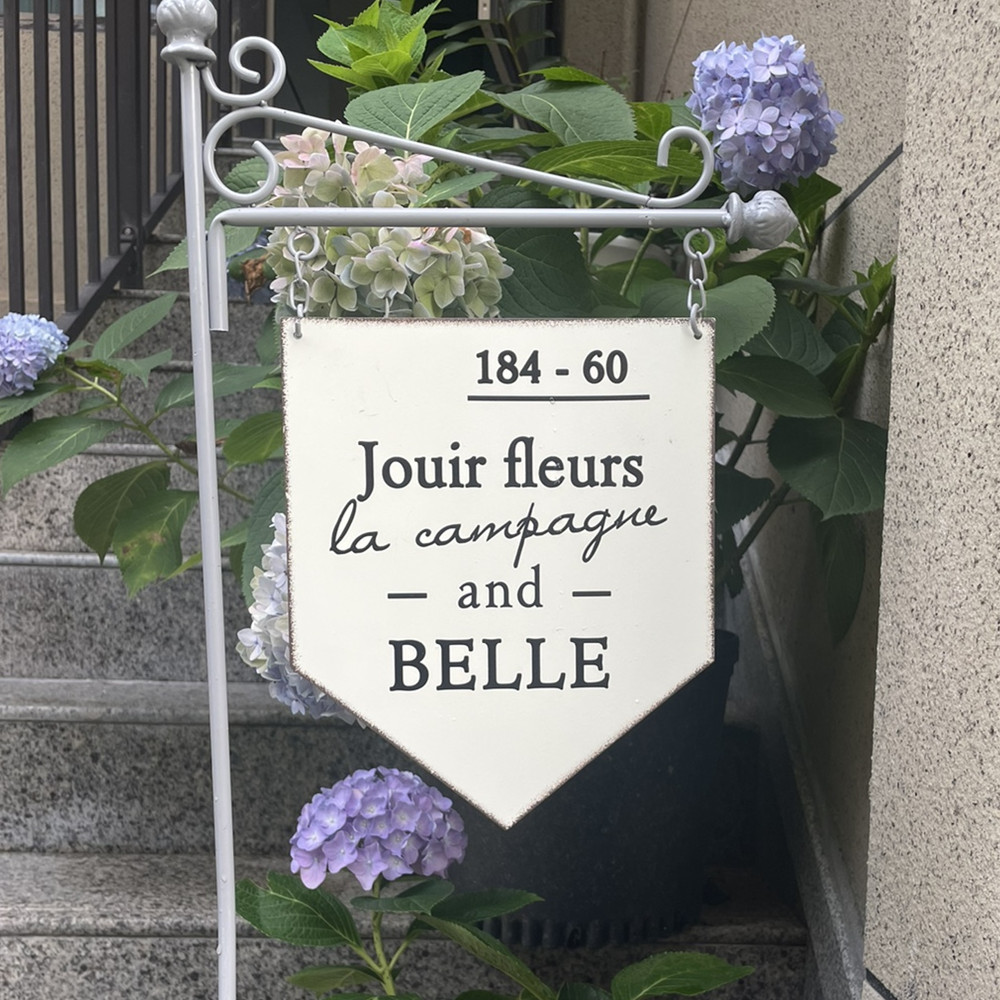 184 - 60
Jouir fleurs
la campagne
— and —
BELLE